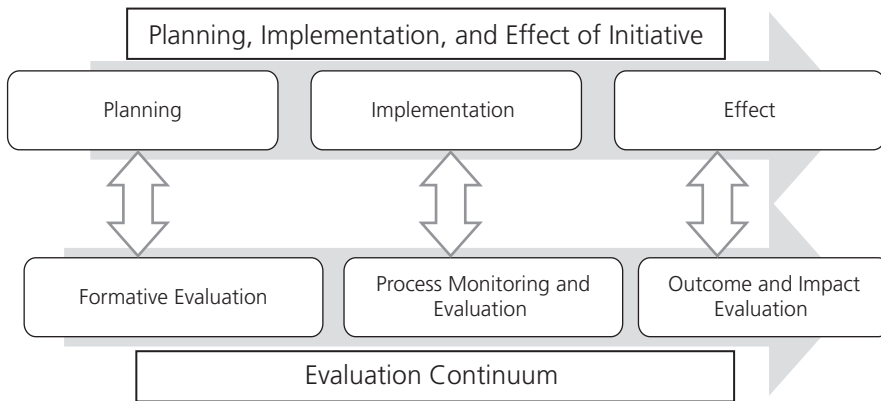 Planning, Implementation, and Effect of Initiative
Planning
Implementation
Effect
Formative Evaluation
Process Monitoring and
Evaluation
Outcome and Impact
Evaluation
Evaluation Continuum